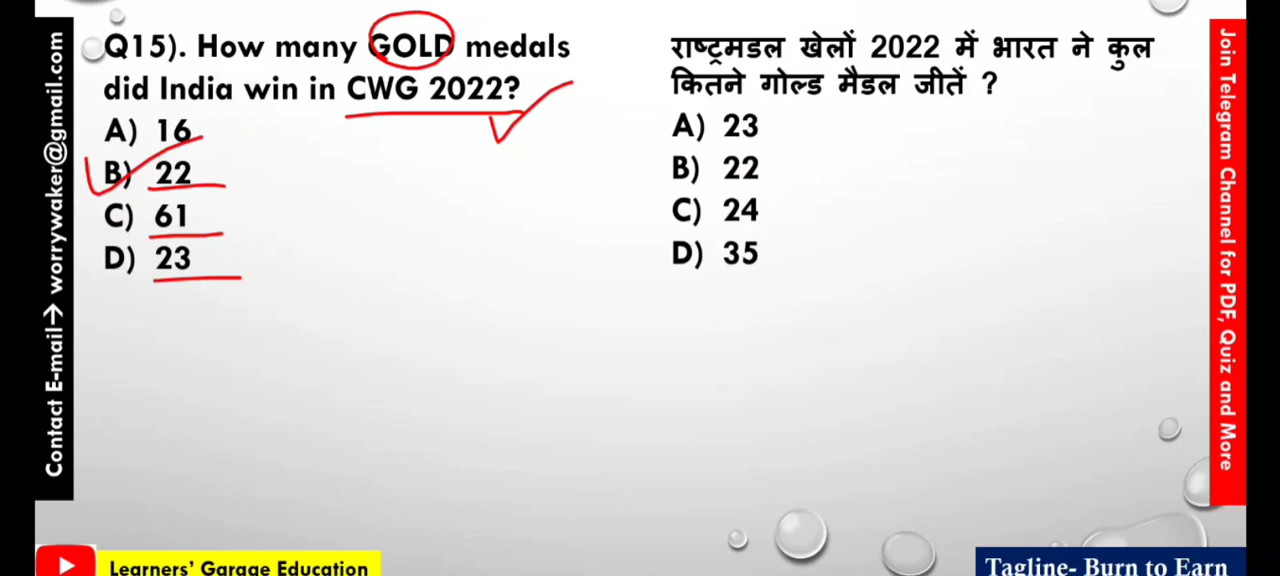 Q15). How many GOLD medals
did India win in CWG 2022?
A) 16
B) 22
C) 61
D) 23
राष्ट्रमडल खेलों 2022 में भारत ने कुल
कितने गोल्ड मैडल जीतें ?
A) 23
B) 22
C) 24
D) 35
Contact E-mail→ worrywaker@gmail.com
Join Telegram Channel for PDF, Quiz and More
Learners' Garage Education
Tagline- Burn to Earn